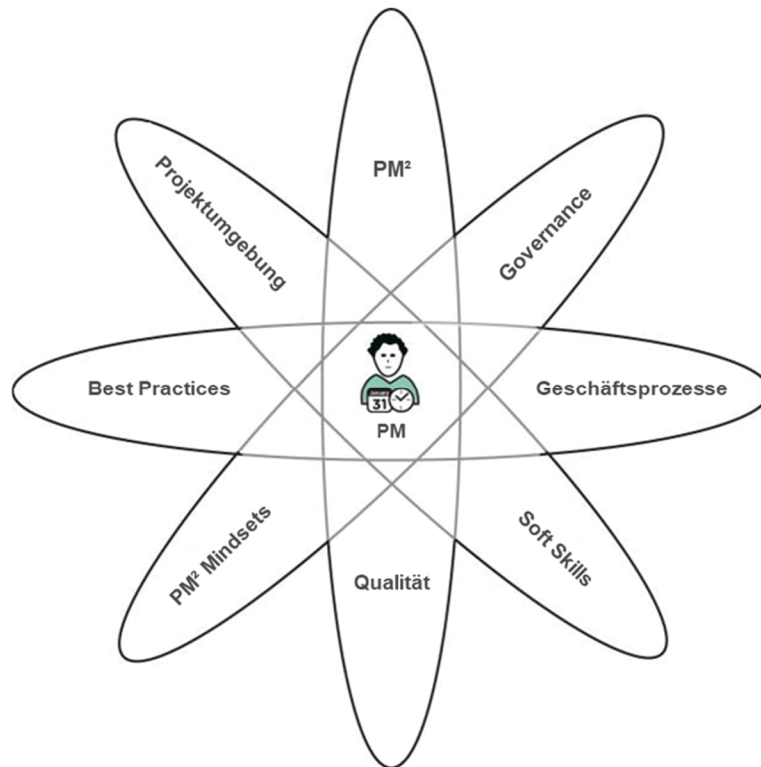 PM²
Projektumgebung
Governance
Best Practices
31
PM
Geschäftsprozesse
PM² Mindsets
Qualität
Soft Skills